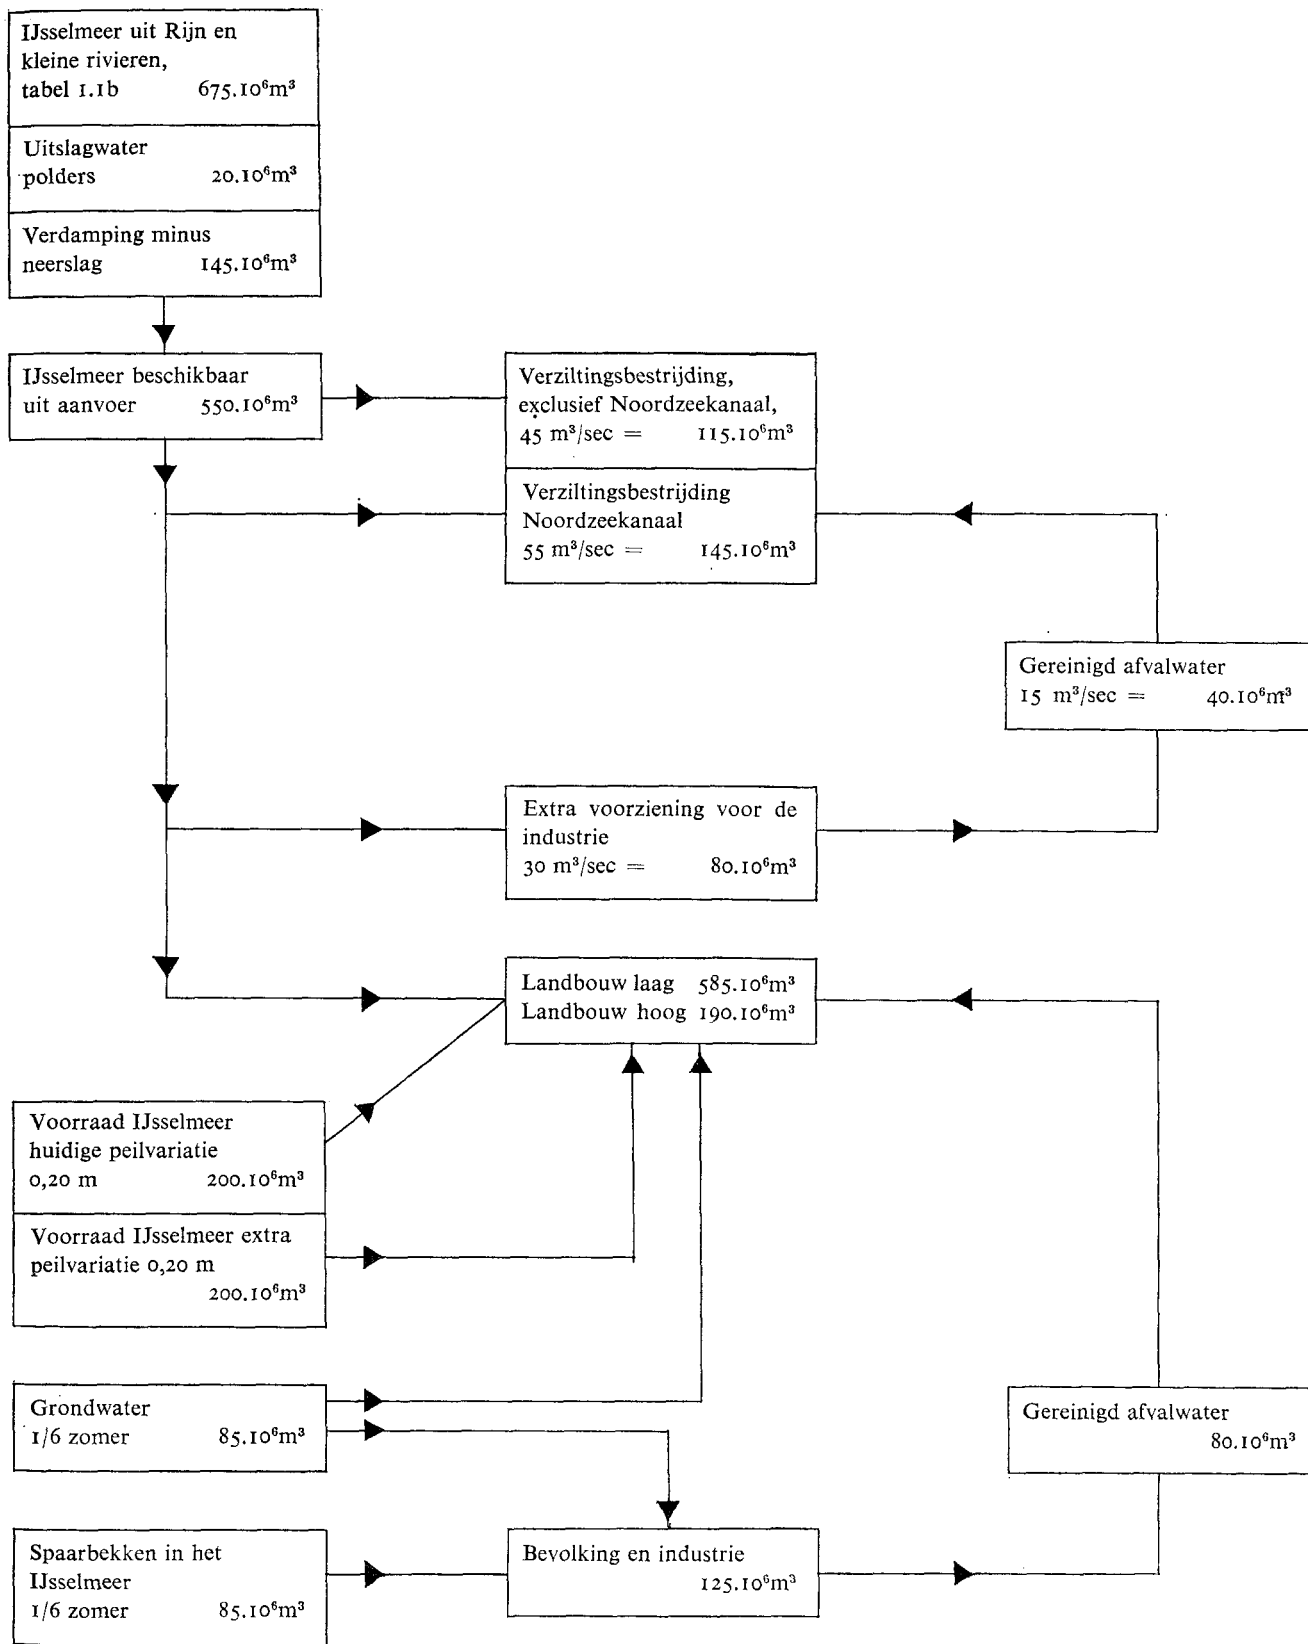 IJsselmeer uit Rijn en
kleine rivieren,
tabel 1.1b 675.10⁶m³
Uitslagwater
polders 20.10⁶m³
Verdamping minus
neerslag 145.10⁶m³
IJsselmeer beschikbaar
uit aanvoer 550.10⁶m³
Verziltingsbestrijding,
exclusief Noordzeekanaal,
45 m³/sec = 115.10⁶m³
Verziltingsbestrijding
Noordzeekanaal
55 m³/sec = 145.10⁶m³
Gereinigd afvalwater
15 m³/sec = 40.10⁶m³
Extra voorziening voor de
industrie
30 m³/sec = 80.10⁶m³
Landbouw laag 585.10⁶m³
Landbouw hoog 190.10⁶m³
Voorraad IJsselmeer
huidige peilvariatie
0,20 m 200.10⁶m³
Voorraad IJsselmeer extra
peilvariatie 0,20 m
200.10⁶m³
Grondwater
1/6 zomer 85.10⁶m³
Gereinigd afvalwater
80.10⁶m³
Spaarbekken in het
IJsselmeer
1/6 zomer 85.10⁶m³
Bevolking en industrie
125.10⁶m³